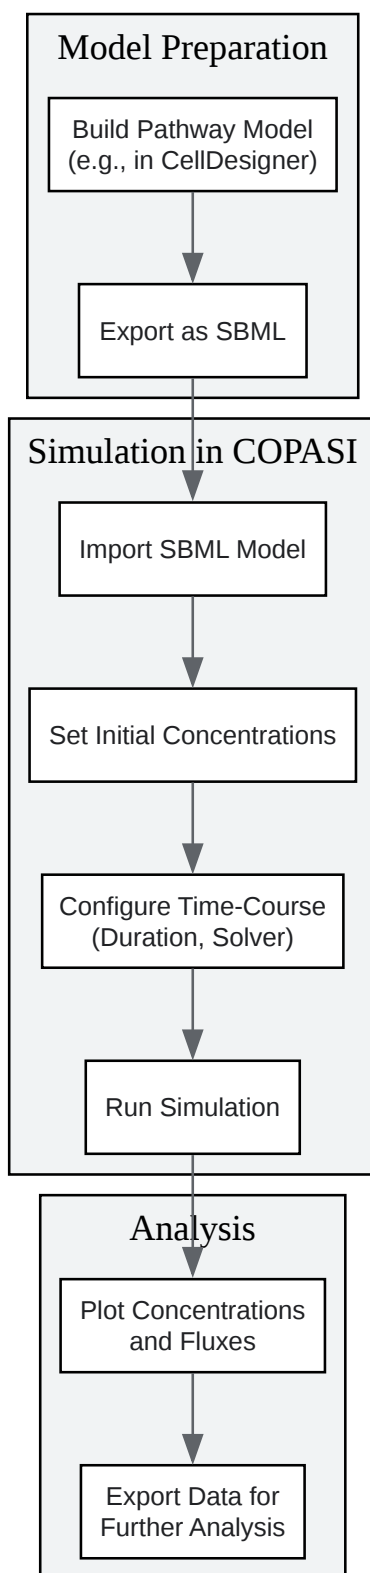 Model Preparation
Build Pathway Model
(e.g., in CellDesigner)
Export as SBML
Simulation in COPASI
Import SBML Model
Set Initial Concentrations
Configure Time-Course
(Duration, Solver)
Run Simulation
Analysis
Plot Concentrations
and Fluxes
Export Data for
Further Analysis